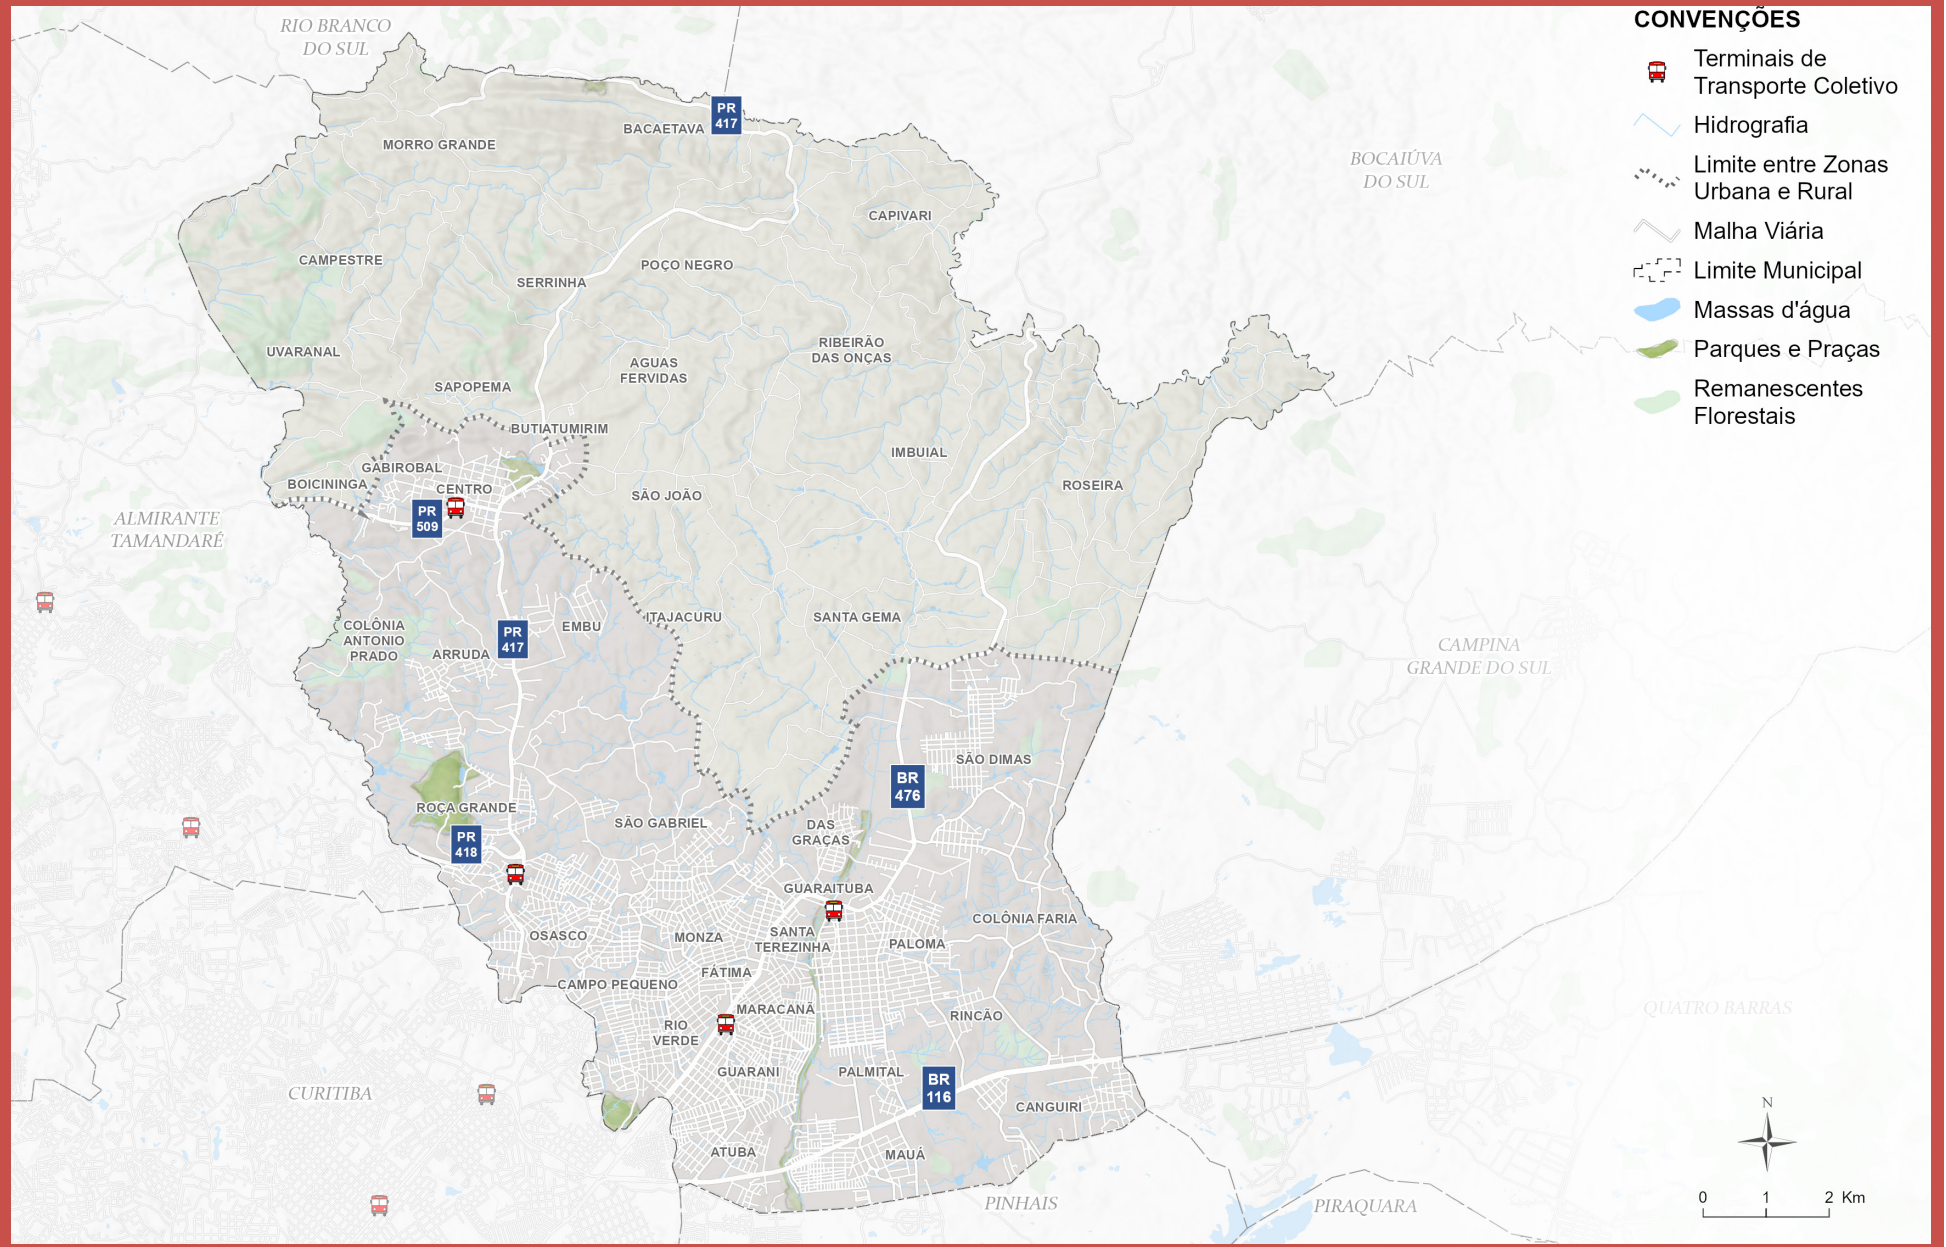 RIO BRANCO
DO SUL
CONVENÇÕES
Terminais de
Transporte Coletivo
Hidrografia
Limite entre Zonas
Urbana e Rural
Malha Viária
Limite Municipal
Massas d'água
Parques e Praças
Remanescentes
Florestais
PR
417
BACAETAVA
MORRO GRANDE
BOCAIÚVA
DO SUL
CAPIVARI
CAMPESTRE
POÇO NEGRO
SERRINHA
RIBEIRÃO
DAS ONÇAS
UVARANAL
AGUAS
FERVIDAS
SAPOPEMA
BUTIATUMIRIM
IMBUIAL
GABIROBAL
BOICININGA
CENTRO
ROSEIRA
SÃO JOÃO
PR
509
ALMIRANTE
TAMANDARÉ
COLÔNIA
ANTONIO
PRADO
ARRUDA
PR
417
EMBU
ITAJACURU
SANTA GEMA
CAMPINA
GRANDE DO SUL
SÃO DIMAS
BR
476
ROÇA GRANDE
PR
418
SÃO GABRIEL
DAS
GRAÇAS
GUARAITUBA
COLÔNIA FARIA
OSASCO
MONZA
SANTA
TEREZINHA
PALOMA
FÁTIMA
CAMPO PEQUENO
MARACANÃ
RIO
VERDE
RINCÃO
QUATRO BARRAS
GUARANI
PALMITAL
BR
116
CURITIBA
CANGUIRI
N
ATUBA
MAUÁ
PINHAIS
PIRAQUARA
0 1 2 Km